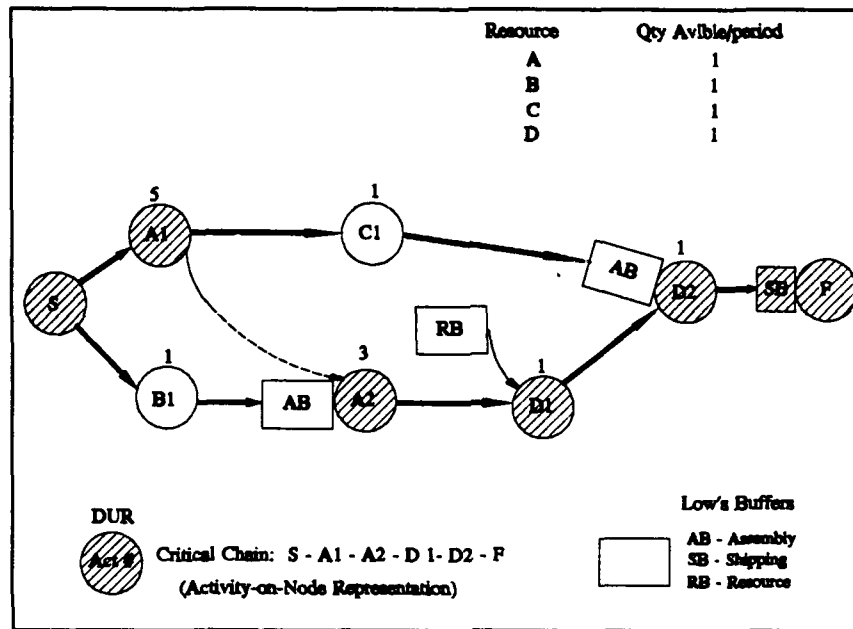 Resource Qty Avlble/period
A 1
B 1
C 1
D 1
5
A1
1
C1
AB
1
D2
SB
F
S
RB
1
B1
AB
3
A2
1
D1
DUR
Act #
Critical Chain: S - A1 - A2 - D 1- D2 - F
(Activity-on-Node Representation)
Low's Buffers
AB - Assembly
SB - Shipping
RB - Resource